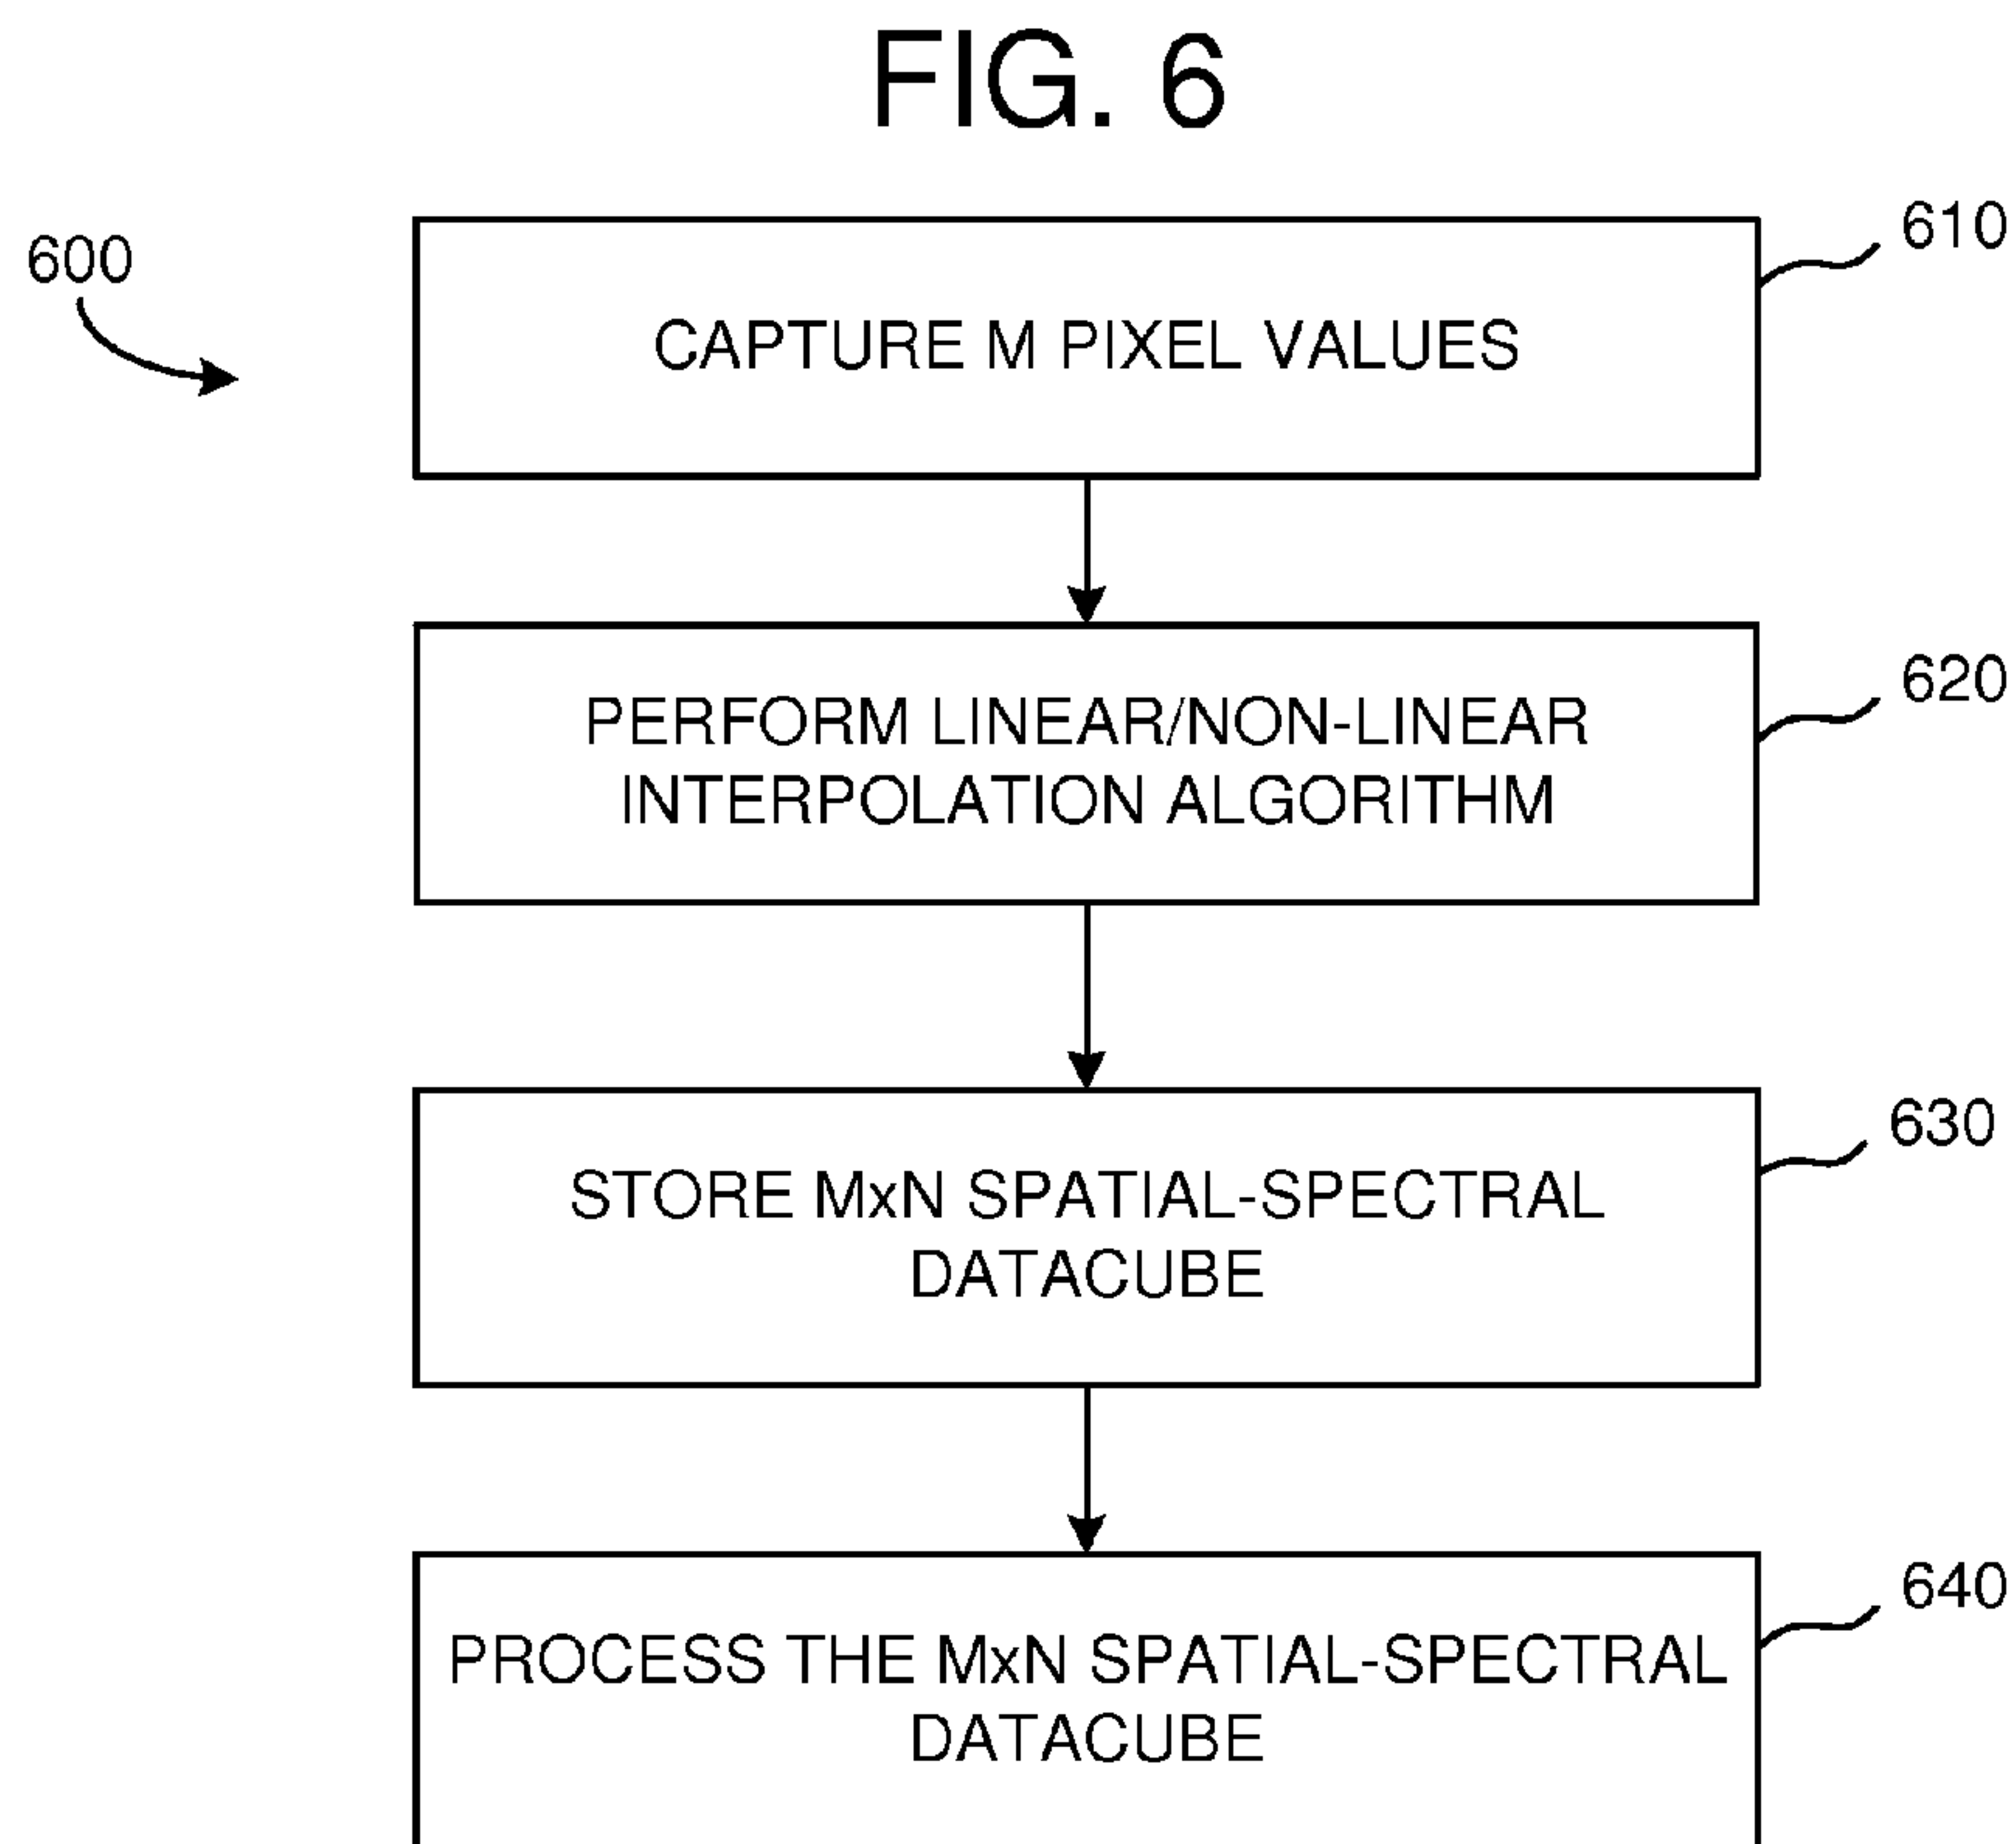 FIG. 6
600
610
CAPTURE M PIXEL VALUES
620
PERFORM LINEAR/NON-LINEAR
INTERPOLATION ALGORITHM
630
STORE MxN SPATIAL-SPECTRAL
DATACUBE
640
PROCESS THE MxN SPATIAL-SPECTRAL
DATACUBE